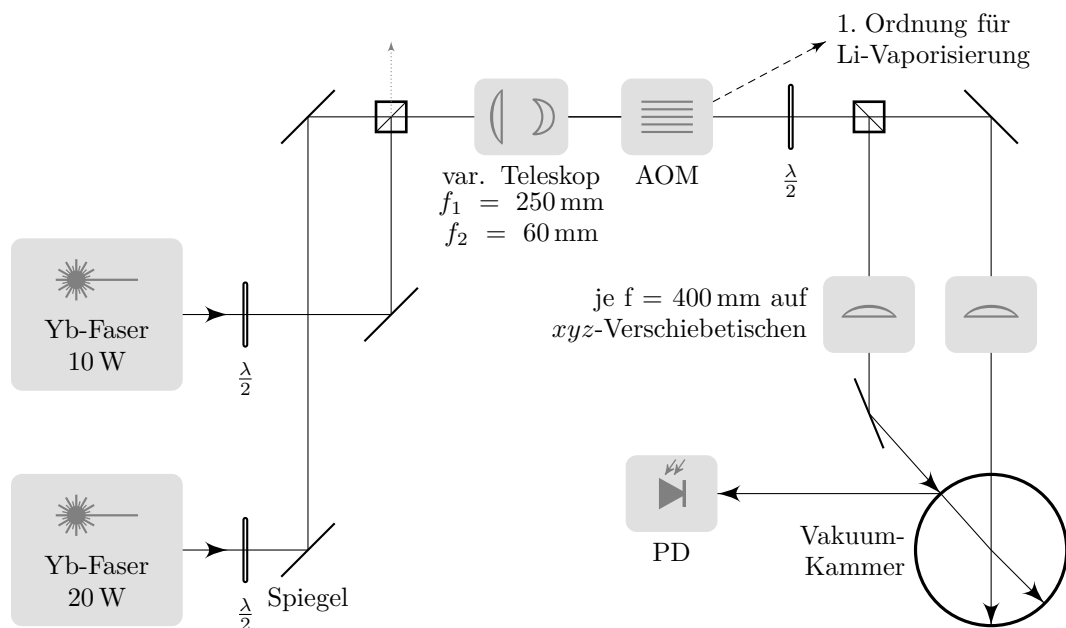 1. Ordnung für
Li-Vaporisierung
var. Teleskop
f₁ = 250 mm
f₂ = 60 mm
AOM
λ/2
Yb-Faser
10 W
λ/2
je f = 400 mm auf
xyz-Verschiebetischen
Yb-Faser
20 W
λ/2
Spiegel
PD
Vakuum-
Kammer